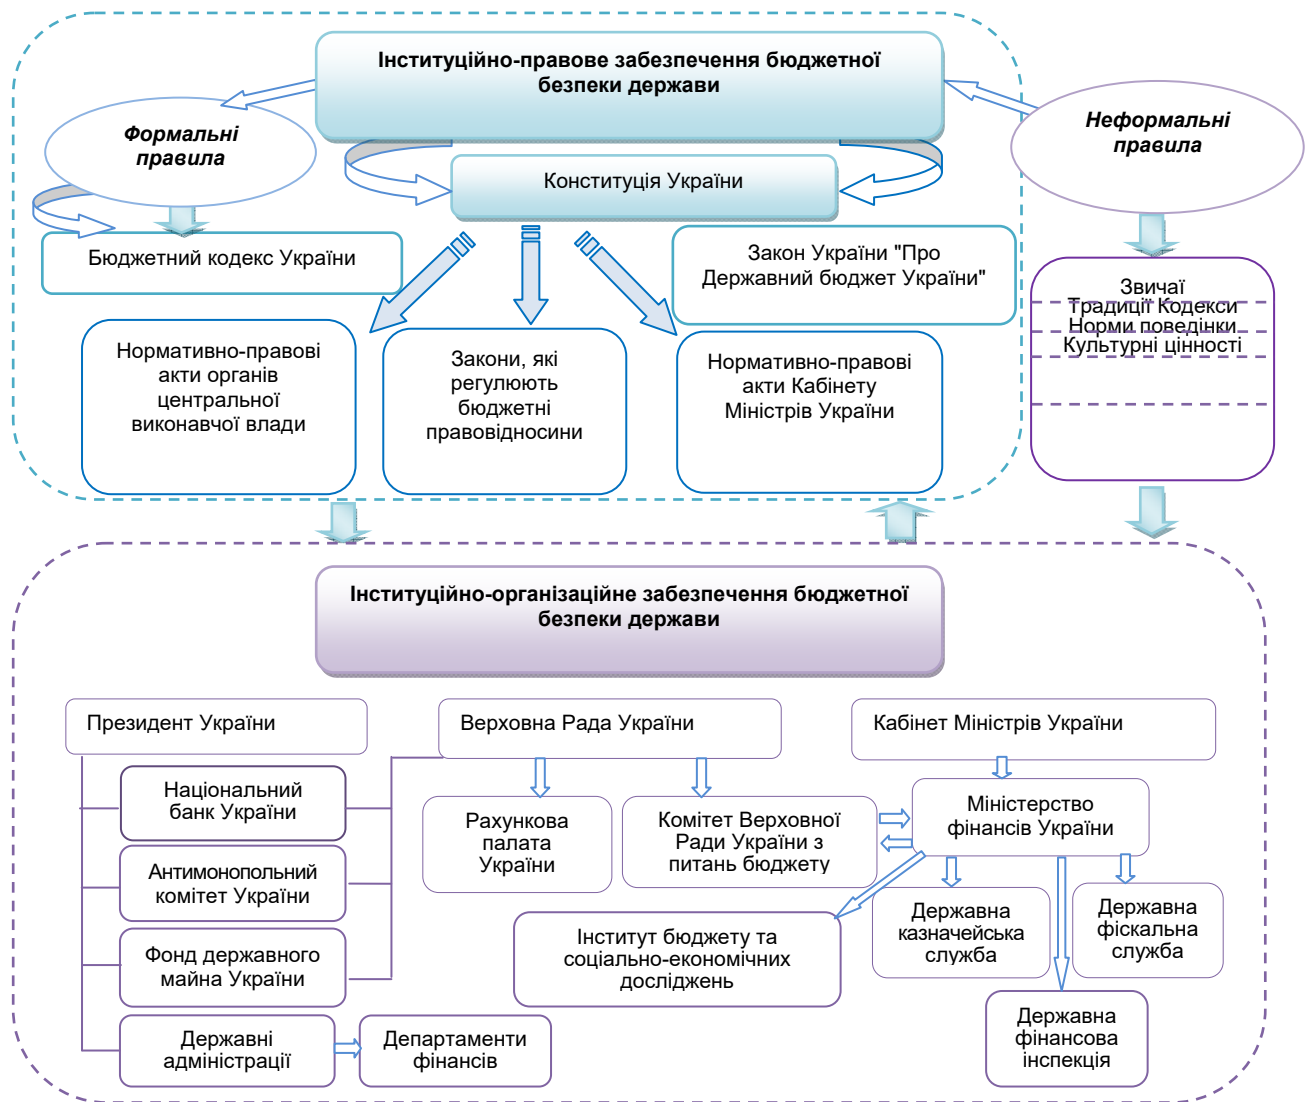 Інституційно-правове забезпечення бюджетної
безпеки держави
Формальні
правила
Неформальні
правила
Конституція України
Бюджетний кодекс України
Закон України "Про
Державний бюджет України"
Звичаї
Традиції Кодекси
Норми поведінки
Культурні цінності
Нормативно-правові
акти органів
центральної
виконавчої влади
Закони, які
регулюють
бюджетні
правовідносини
Нормативно-правові
акти Кабінету
Міністрів України
Інституційно-організаційне забезпечення бюджетної
безпеки держави
Президент України
Верховна Рада України
Кабінет Міністрів України
Національний
банк України
Антимонопольний
комітет України
Фонд державного
майна України
Державні
адміністрації
Департаменти
фінансів
Рахункова
палата
України
Комітет Верховної
Ради України з
питань бюджету
Міністерство
фінансів України
Інститут бюджету та
соціально-економічних
досліджень
Державна
казначейська
служба
Державна
фіскальна
служба
Державна
фінансова
інспекція